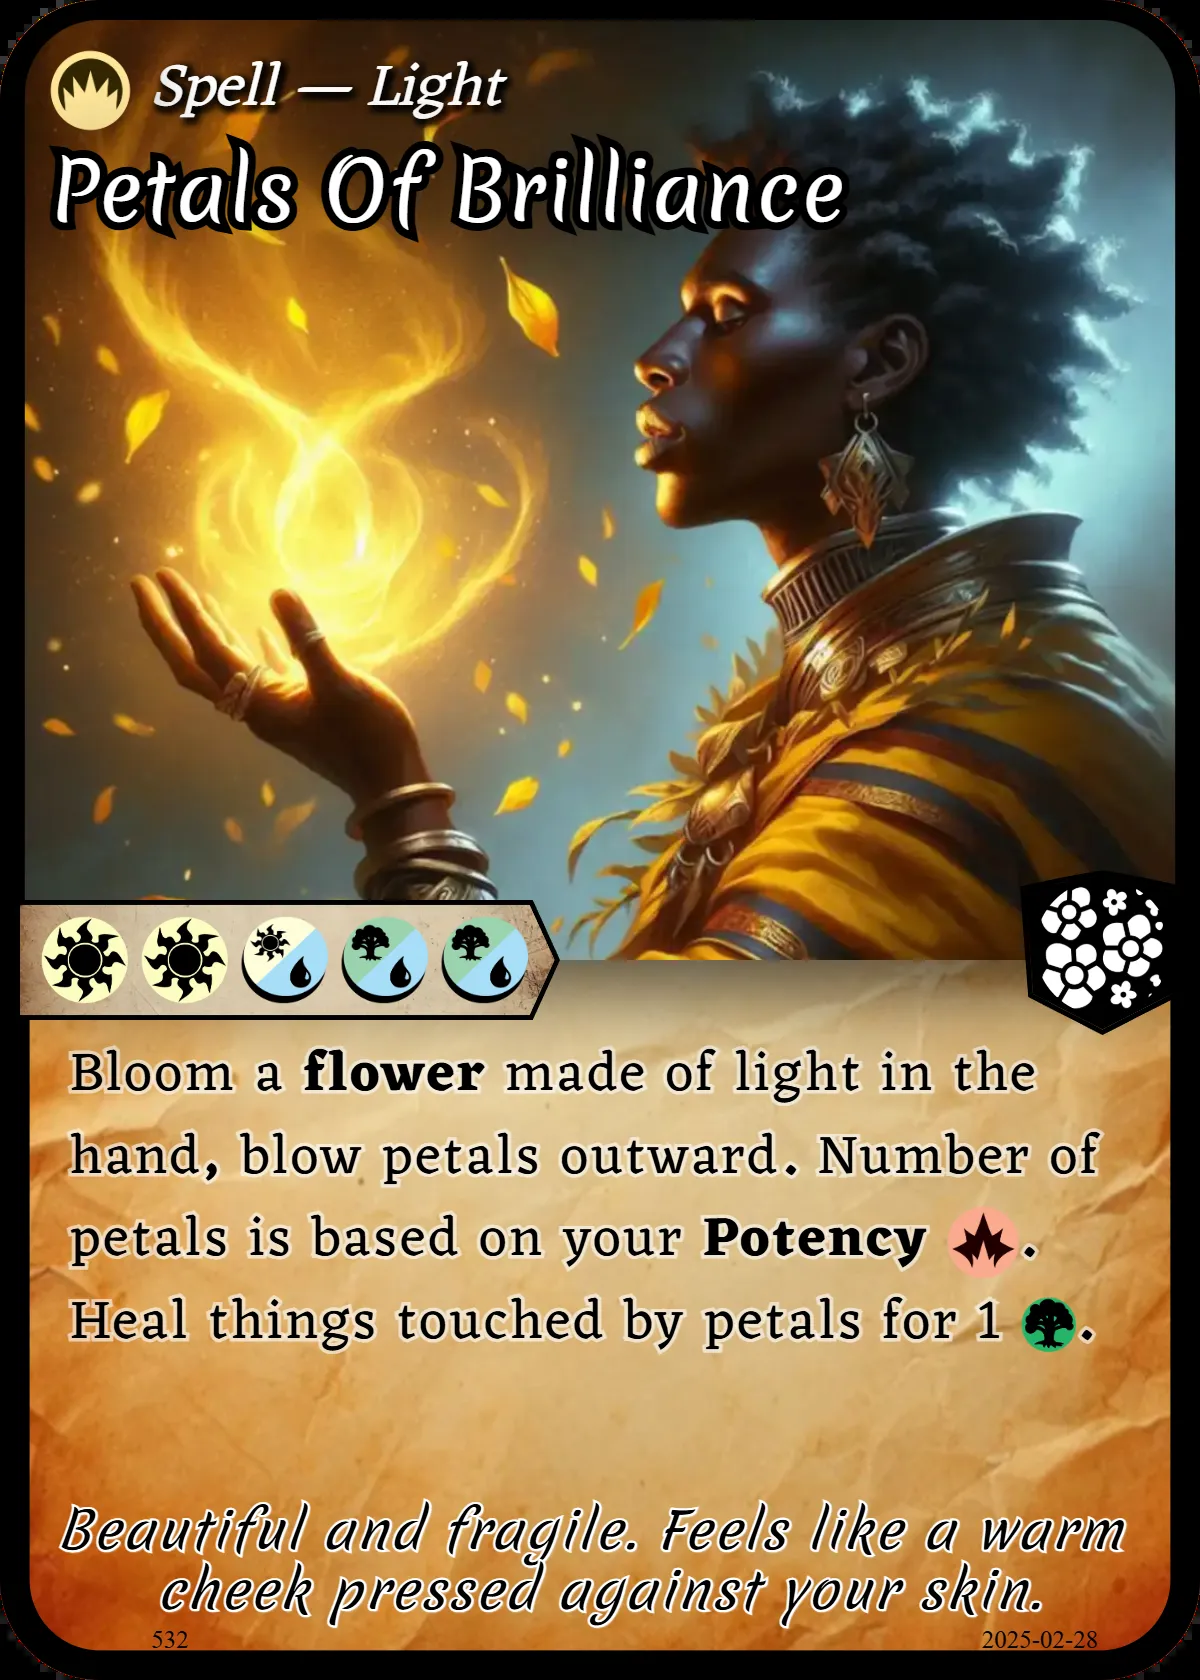 Spell — Light
Petals Of Brilliance
Bloom a flower made of light in the
hand, blow petals outward. Number of
petals is based on your Potency .
Heal things touched by petals for 1 .
Beautiful and fragile. Feels like a warm
cheek pressed against your skin.
532 2025-02-28